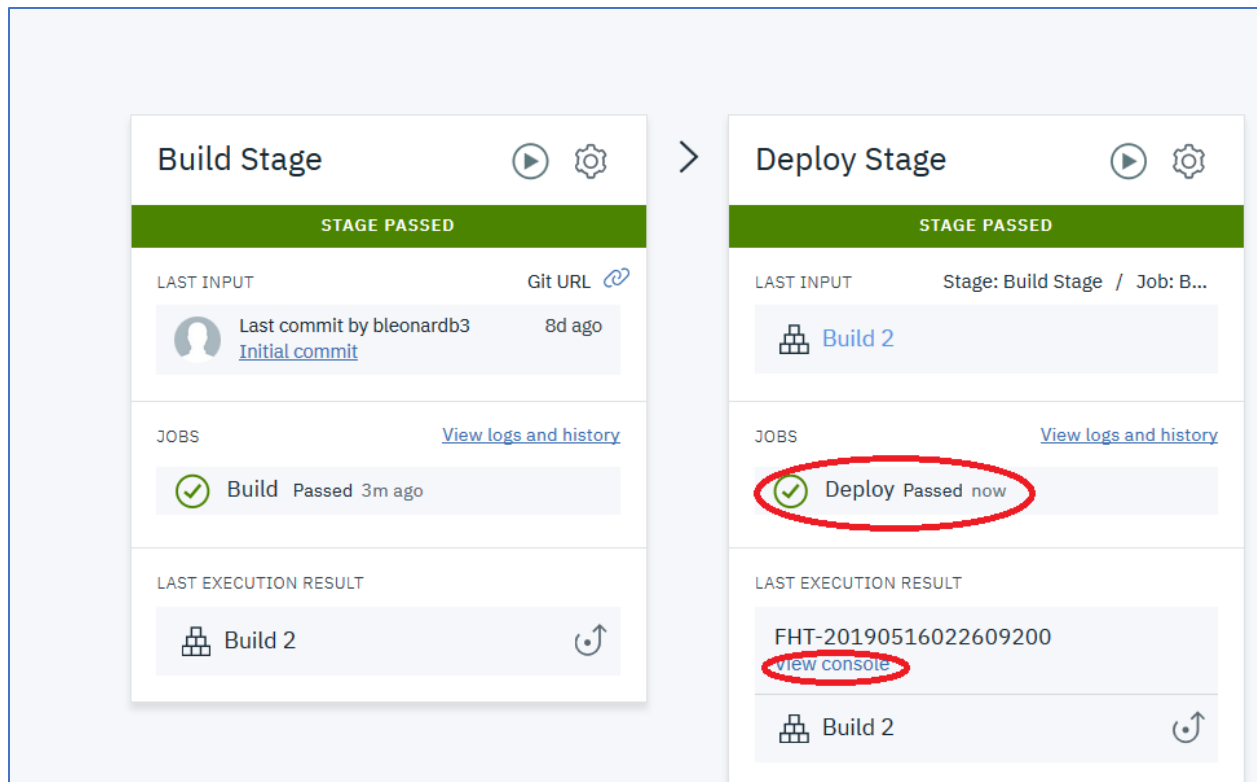 Build Stage
STAGE PASSED
LAST INPUT Git URL
Last commit by bleonardb3 8d ago
Initial commit
JOBS View logs and history
Build Passed 3m ago
LAST EXECUTION RESULT
Build 2
Deploy Stage
STAGE PASSED
LAST INPUT Stage: Build Stage / Job: B...
Build 2
JOBS View logs and history
Deploy Passed now
LAST EXECUTION RESULT
FHT-20190516022609200
View console
Build 2